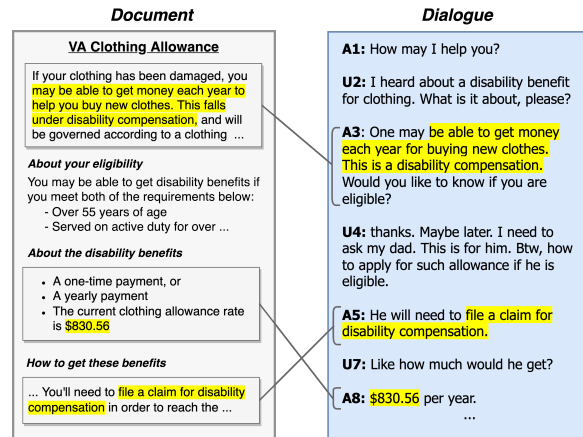 Document
VA Clothing Allowance
If your clothing has been damaged, you
may be able to get money each year to
help you buy new clothes. This falls
under disability compensation, and will
be governed according to a clothing ...
About your eligibility
You may be able to get disability benefits if
you meet both of the requirements below:
- Over 55 years of age
- Served on active duty for over ...
About the disability benefits
• A one-time payment, or
• A yearly payment
• The current clothing allowance rate
is $830.56
How to get these benefits
... You'll need to file a claim for disability
compensation in order to reach the ...
Dialogue
A1: How may I help you?
U2: I heard about a disability benefit
for clothing. What is it about, please?
A3: One may be able to get money
each year for buying new clothes.
This is a disability compensation.
Would you like to know if you are
eligible?
U4: thanks. Maybe later. I need to
ask my dad. This is for him. Btw, how
to apply for such allowance if he is
eligible.
A5: He will need to file a claim for
disability compensation.
U7: Like how much would he get?
A8: $830.56 per year.
...